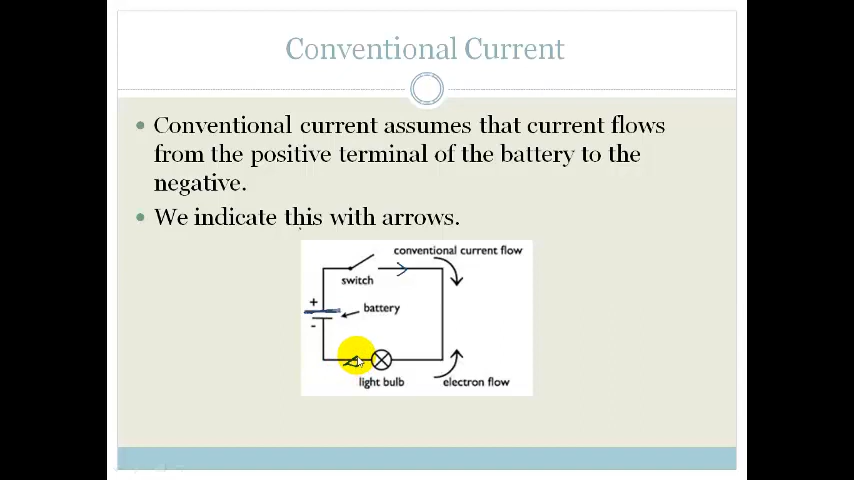 Conventional Current
• Conventional current assumes that current flows
from the positive terminal of the battery to the
negative.
• We indicate this with arrows.
conventional current flow
switch
+
battery
-
light bulb
electron flow